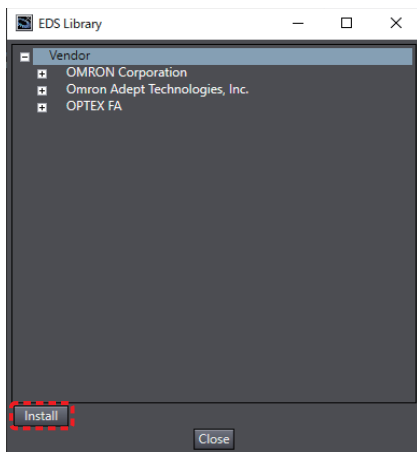 EDS Library
Vendor
OMRON Corporation
Omron Adept Technologies, Inc.
OPTEX FA
Install
Close